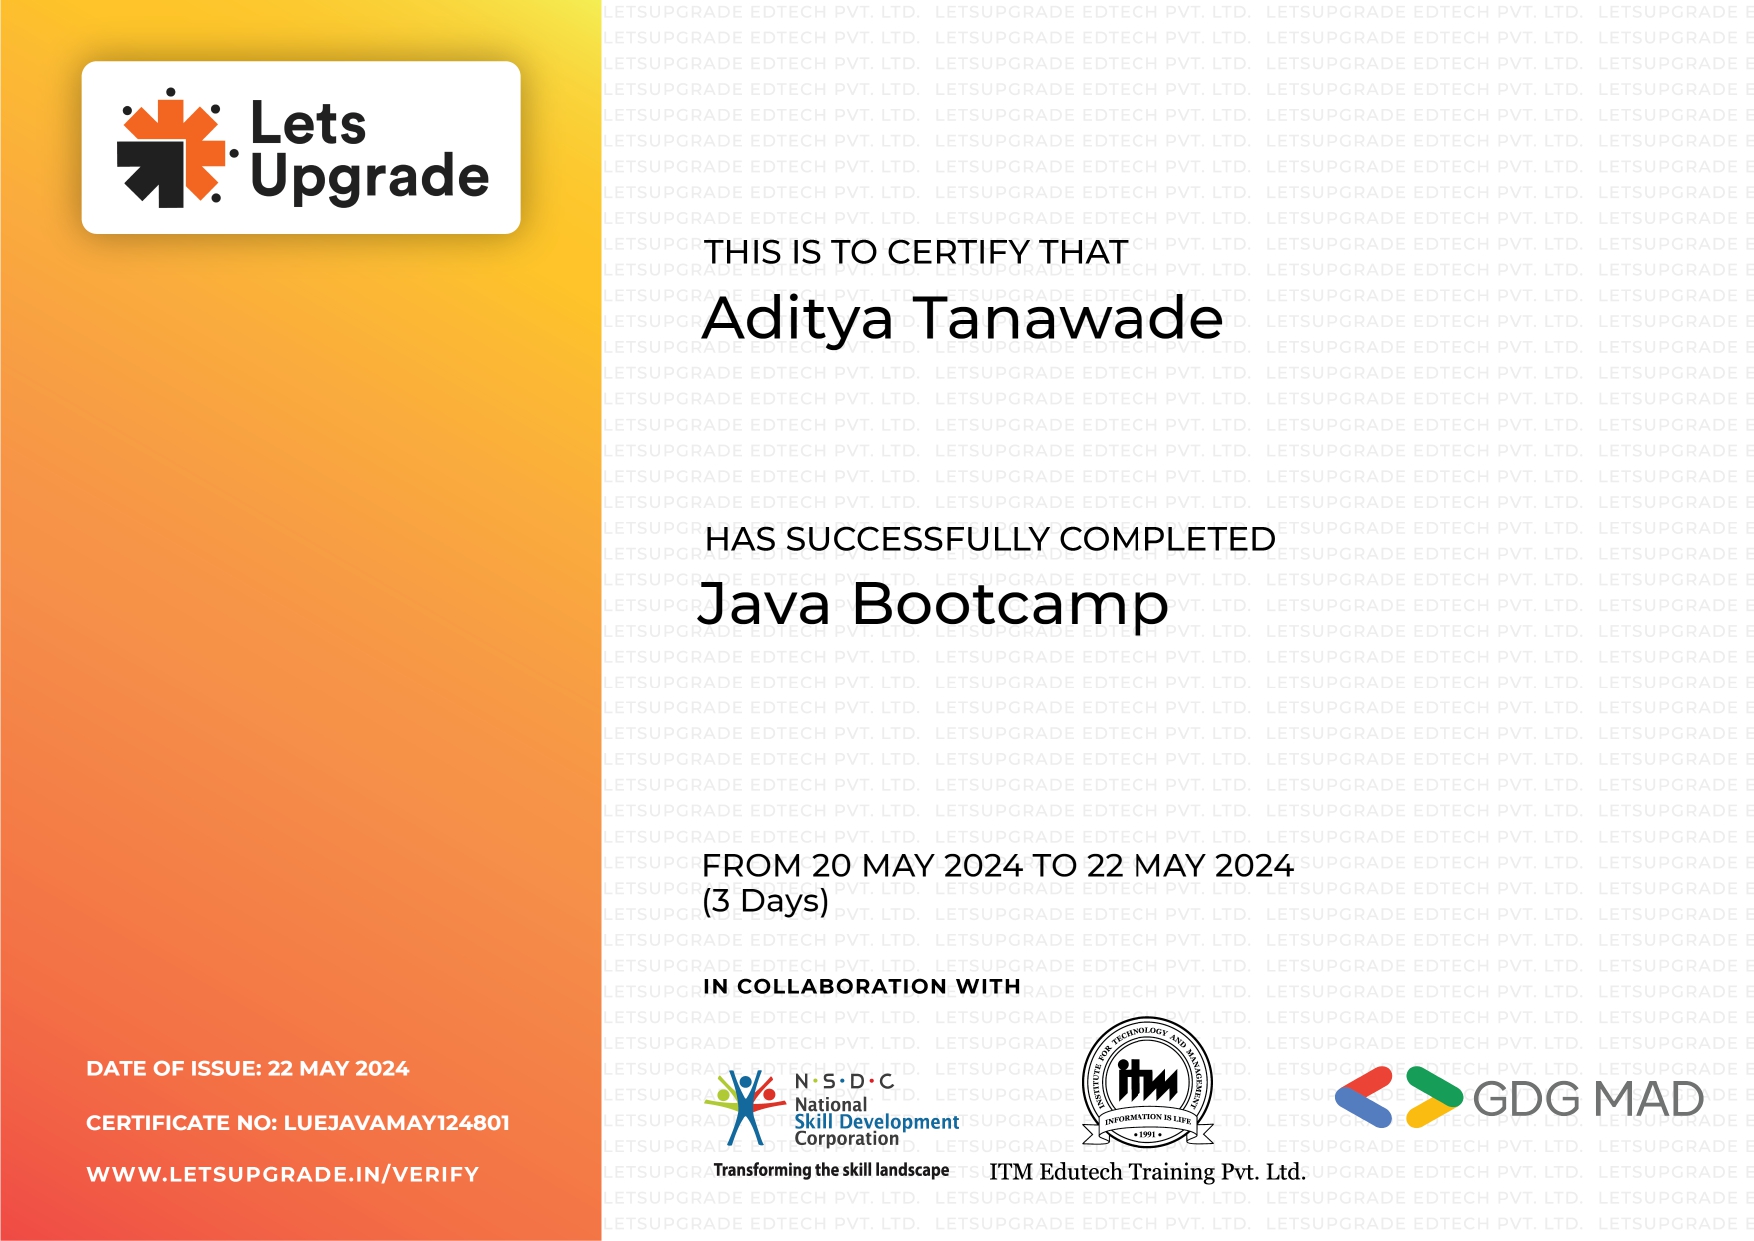 Lets
Upgrade
THIS IS TO CERTIFY THAT
Aditya Tanawade
HAS SUCCESSFULLY COMPLETED
Java Bootcamp
FROM 20 MAY 2024 TO 22 MAY 2024
(3 Days)
IN COLLABORATION WITH
N·S·D·C
National
Skill Development
Corporation
Transforming the skill landscape
INSTITUTE FOR TECHNOLOGY AND MANAGEMENT
itm
INFORMATION IS LIFE
• 1991 •
ITM Edutech Training Pvt. Ltd.
GDG MAD
DATE OF ISSUE: 22 MAY 2024
CERTIFICATE NO: LUEJAVAMAY124801
WWW.LETSUPGRADE.IN/VERIFY
LETSUPGRADE EDTECH PVT. LTD.